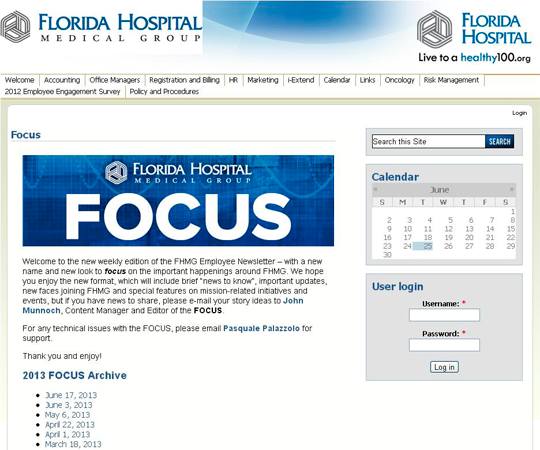 FLORIDA HOSPITAL
MEDICAL GROUP
FLORIDA
HOSPITAL
Live to a healthy100.org
Welcome Accounting Office Managers Registration and Billing HR Marketing i-Extend Calendar Links Oncology Risk Management
2012 Employee Engagement Survey Policy and Procedures
Login
Focus
FLORIDA HOSPITAL
MEDICAL GROUP
FOCUS
Welcome to the new weekly edition of the FHMG Employee Newsletter – with a new
name and new look to focus on the important happenings around FHMG. We hope
you enjoy the new format, which will include brief "news to know", important updates,
new faces joining FHMG and special features on mission-related initiatives and
events, but if you have news to share, please e-mail your story ideas to John
Munnoch, Content Manager and Editor of the FOCUS.
For any technical issues with the FOCUS, please email Pasquale Palazzolo for
support.
Thank you and enjoy!
2013 FOCUS Archive
• June 17, 2013
• June 3, 2013
• May 6, 2013
• April 22, 2013
• April 1, 2013
• March 18, 2013
Search this Site SEARCH
Calendar
« June »
S M T W T F S
1
2 3 4 5 6 7 8
9 10 11 12 13 14 15
16 17 18 19 20 21 22
23 24 25 26 27 28 29
30
User login
Username: *
Password: *
Log in